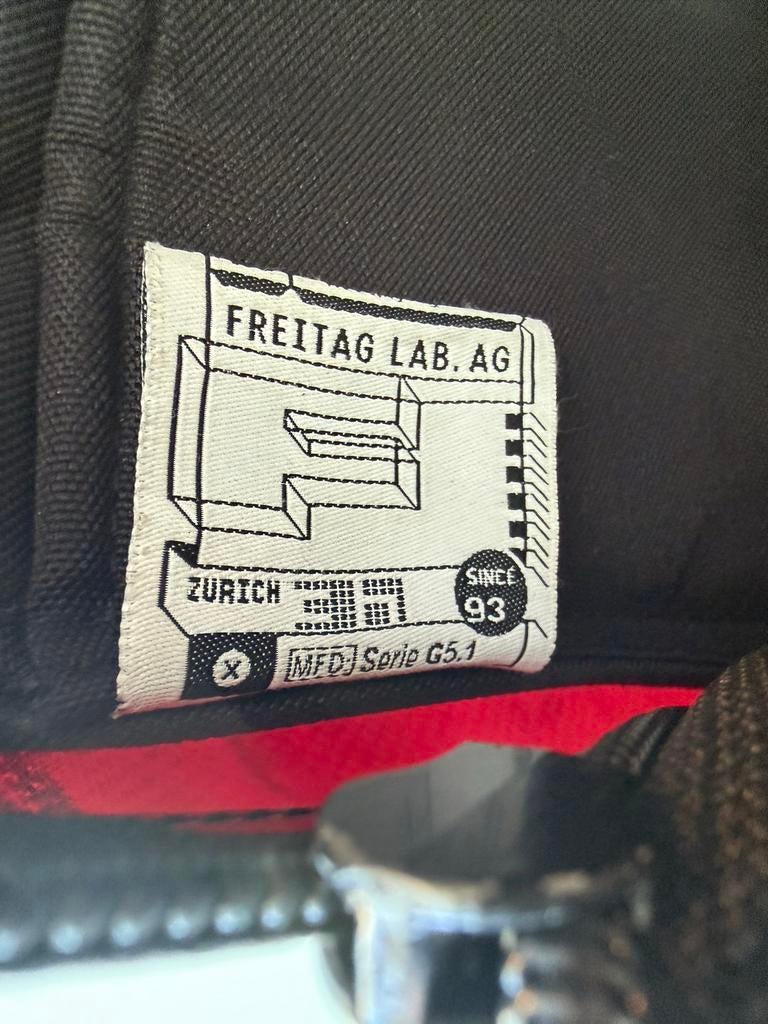 FREITAG LAB. AG
ZURICH
SINCE
93
X
MFD. Serie G5.1